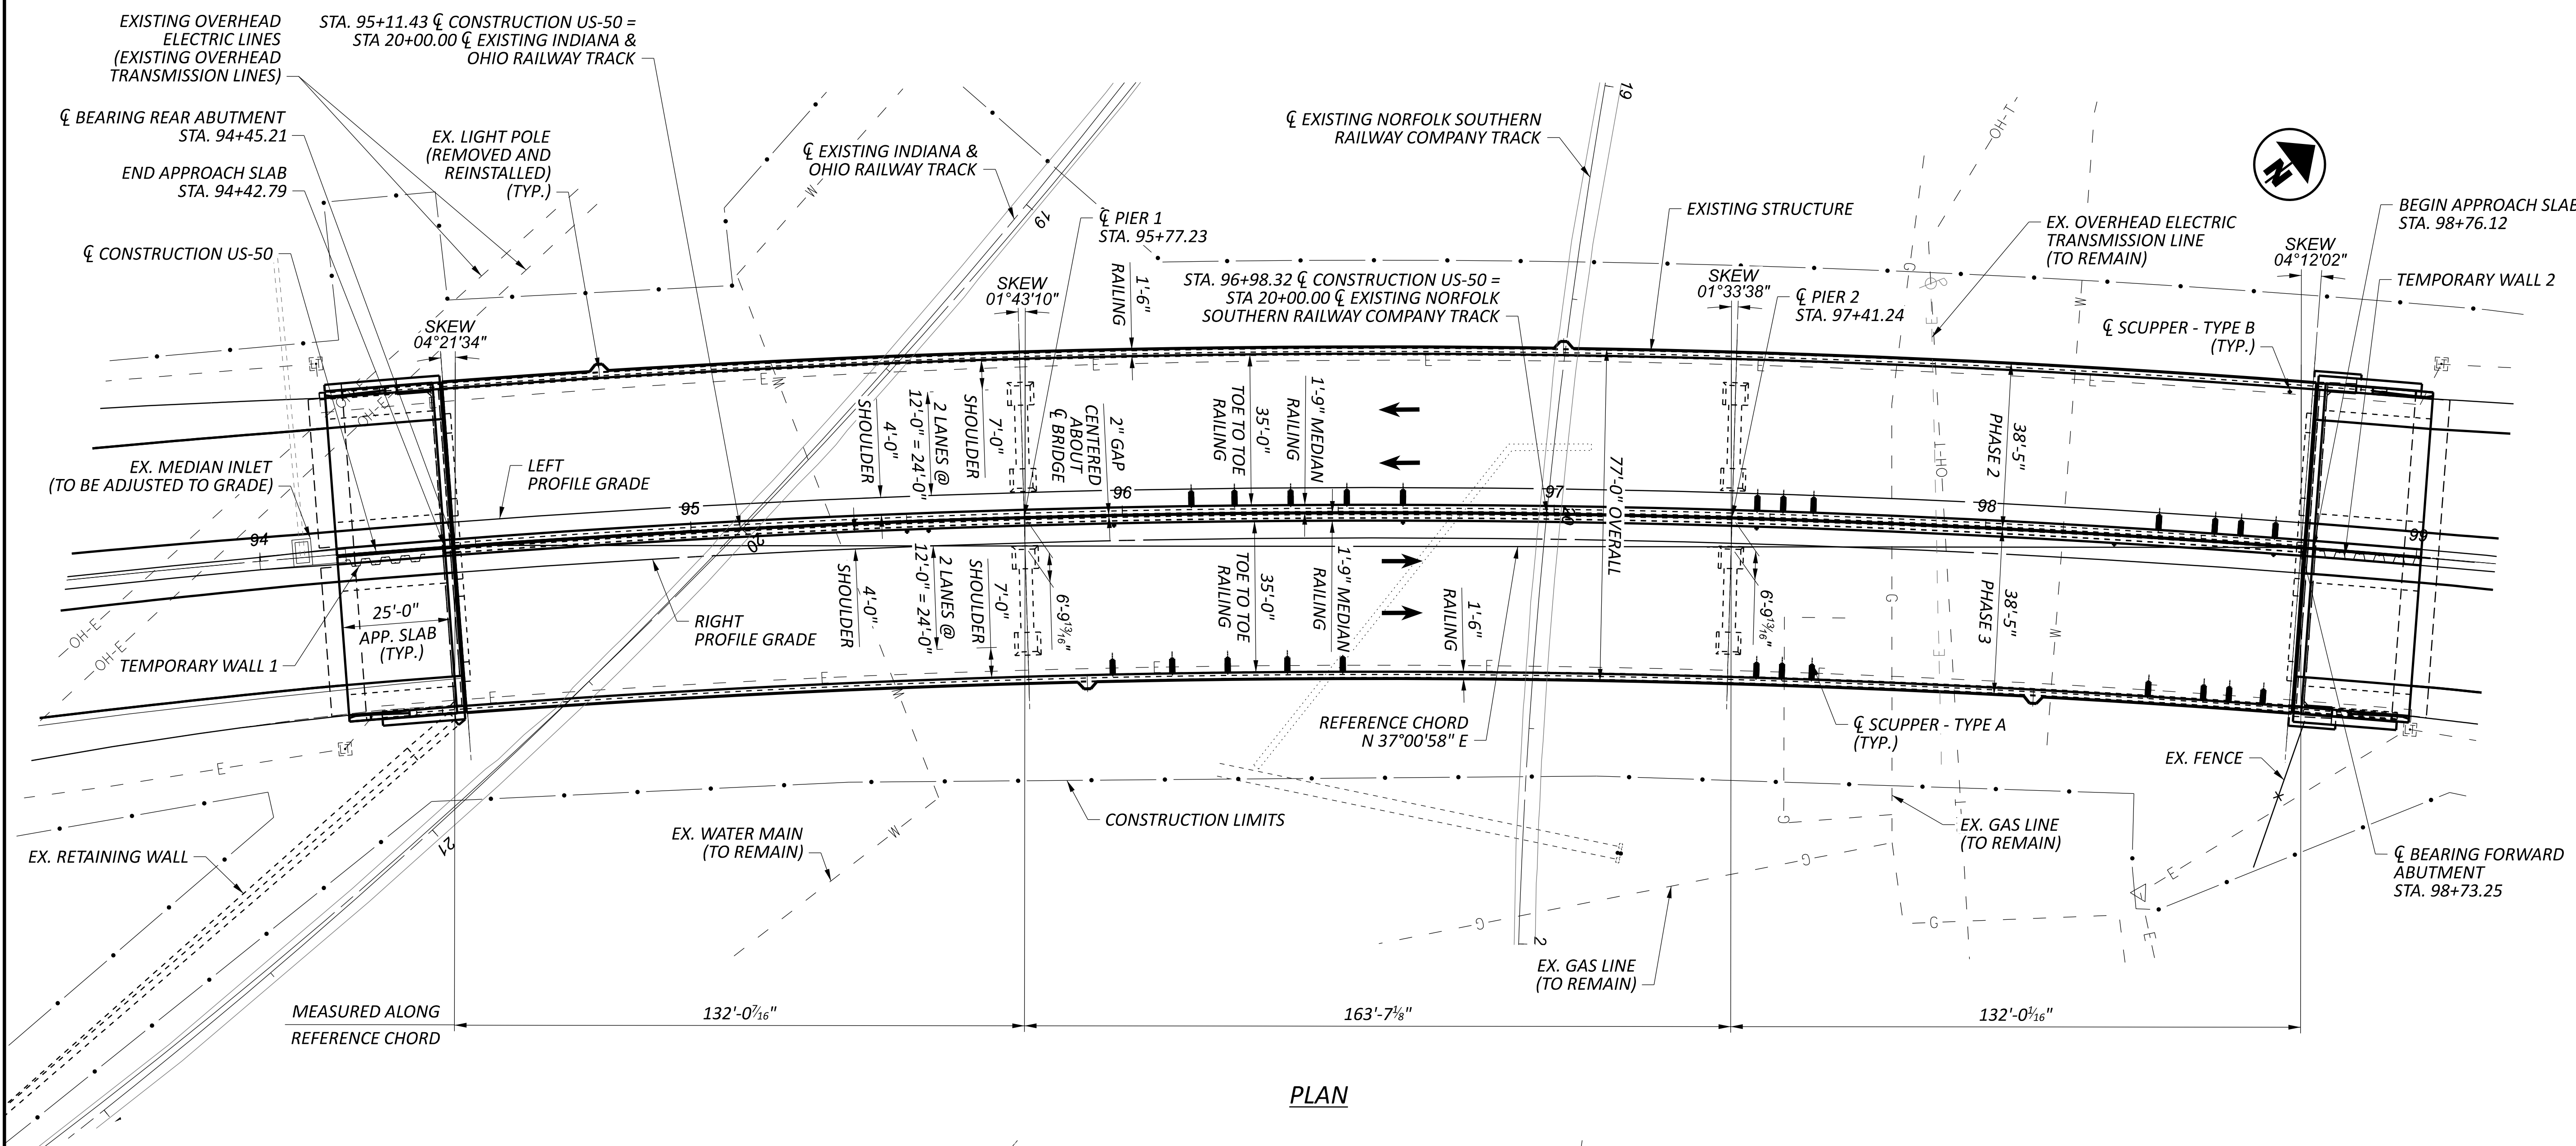 EXISTING OVERHEAD
ELECTRIC LINES
(EXISTING OVERHEAD
TRANSMISSION LINES)
STA. 95+11.43 ℄ CONSTRUCTION US-50 =
STA 20+00.00 ℄ EXISTING INDIANA &
OHIO RAILWAY TRACK
℄ BEARING REAR ABUTMENT
STA. 94+45.21
END APPROACH SLAB
STA. 94+42.79
℄ CONSTRUCTION US-50
EX. LIGHT POLE
(REMOVED AND
REINSTALLED)
(TYP.)
℄ EXISTING INDIANA &
OHIO RAILWAY TRACK
19
℄ PIER 1
STA. 95+77.23
℄ EXISTING NORFOLK SOUTHERN
RAILWAY COMPANY TRACK
19
EXISTING STRUCTURE
STA. 96+98.32 ℄ CONSTRUCTION US-50 =
STA 20+00.00 ℄ EXISTING NORFOLK
SOUTHERN RAILWAY COMPANY TRACK
℄ PIER 2
STA. 97+41.24
OH-T
EX. OVERHEAD ELECTRIC
TRANSMISSION LINE
(TO REMAIN)
N
BEGIN APPROACH SLAB
STA. 98+76.12
TEMPORARY WALL 2
℄ SCUPPER - TYPE B
(TYP.)
SKEW
04°21'34"
SKEW
01°43'10"
SKEW
01°33'38"
SKEW
04°12'02"
1'-6"
RAILING
EX. MEDIAN INLET
(TO BE ADJUSTED TO GRADE)
LEFT
PROFILE GRADE
4'-0"
SHOULDER
2 LANES @
12'-0" = 24'-0"
7'-0"
SHOULDER
2" GAP
CENTERED
ABOUT
℄ BRIDGE
35'-0"
TOE TO TOE
RAILING
1'-9" MEDIAN
RAILING
77'-0" OVERALL
38'-5"
PHASE 2
94
95
96
97
98
99
20
20
OH-E
OH-E
OH-E
OH-E
W
W
W
W
E
E
E
E
E
E
E
G
G
G
G
G
G
25'-0"
APP. SLAB
(TYP.)
TEMPORARY WALL 1
RIGHT
PROFILE GRADE
4'-0"
SHOULDER
2 LANES @
12'-0" = 24'-0"
7'-0"
SHOULDER
6'-9 13/16"
35'-0"
TOE TO TOE
RAILING
1'-9" MEDIAN
RAILING
1'-6"
RAILING
6'-9 13/16"
38'-5"
PHASE 3
REFERENCE CHORD
N 37°00'58" E
℄ SCUPPER - TYPE A
(TYP.)
EX. FENCE
21
EX. RETAINING WALL
EX. WATER MAIN
(TO REMAIN)
CONSTRUCTION LIMITS
EX. GAS LINE
(TO REMAIN)
℄ BEARING FORWARD
ABUTMENT
STA. 98+73.25
2
EX. GAS LINE
(TO REMAIN)
MEASURED ALONG
REFERENCE CHORD
132'-0 7/16"
163'-7 1/8"
132'-0 1/16"
PLAN